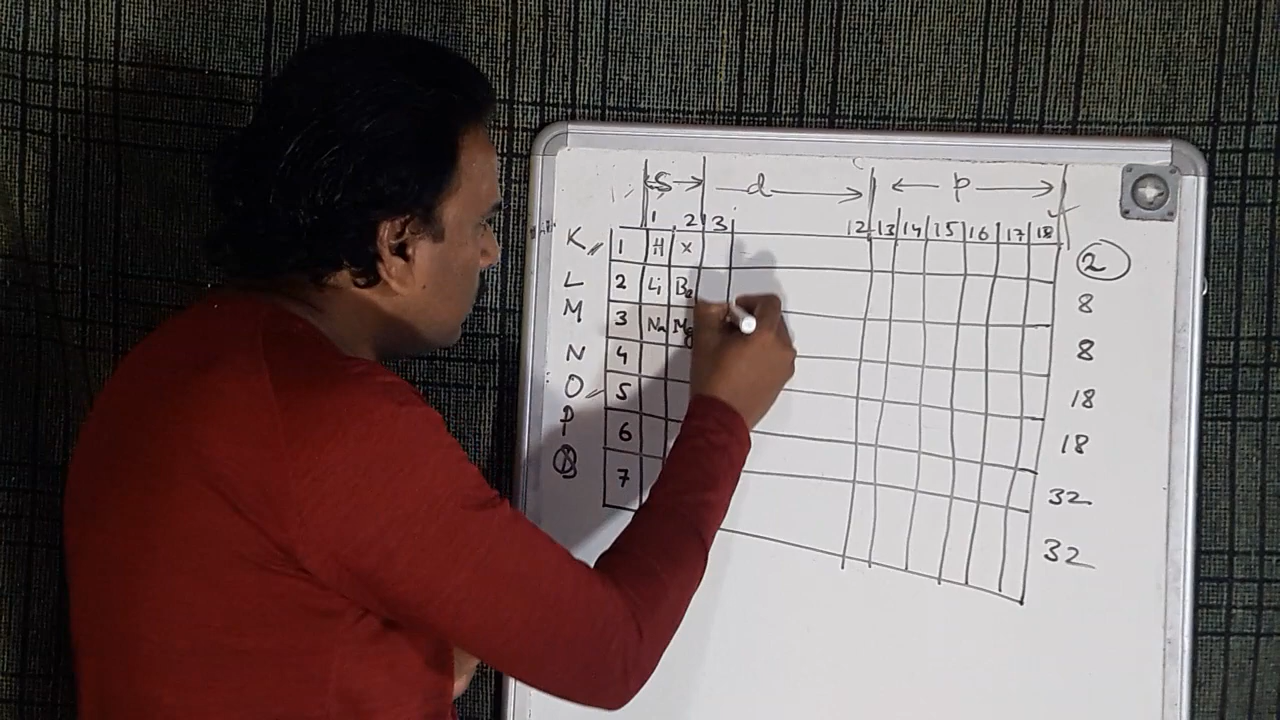 S d p
1 2 3 12 13 14 15 16 17 18
K 1 H x 2
L 2 Li Be 8
M 3 Na Mg 8
N 4 18
O 5 18
P 6 32
7 32